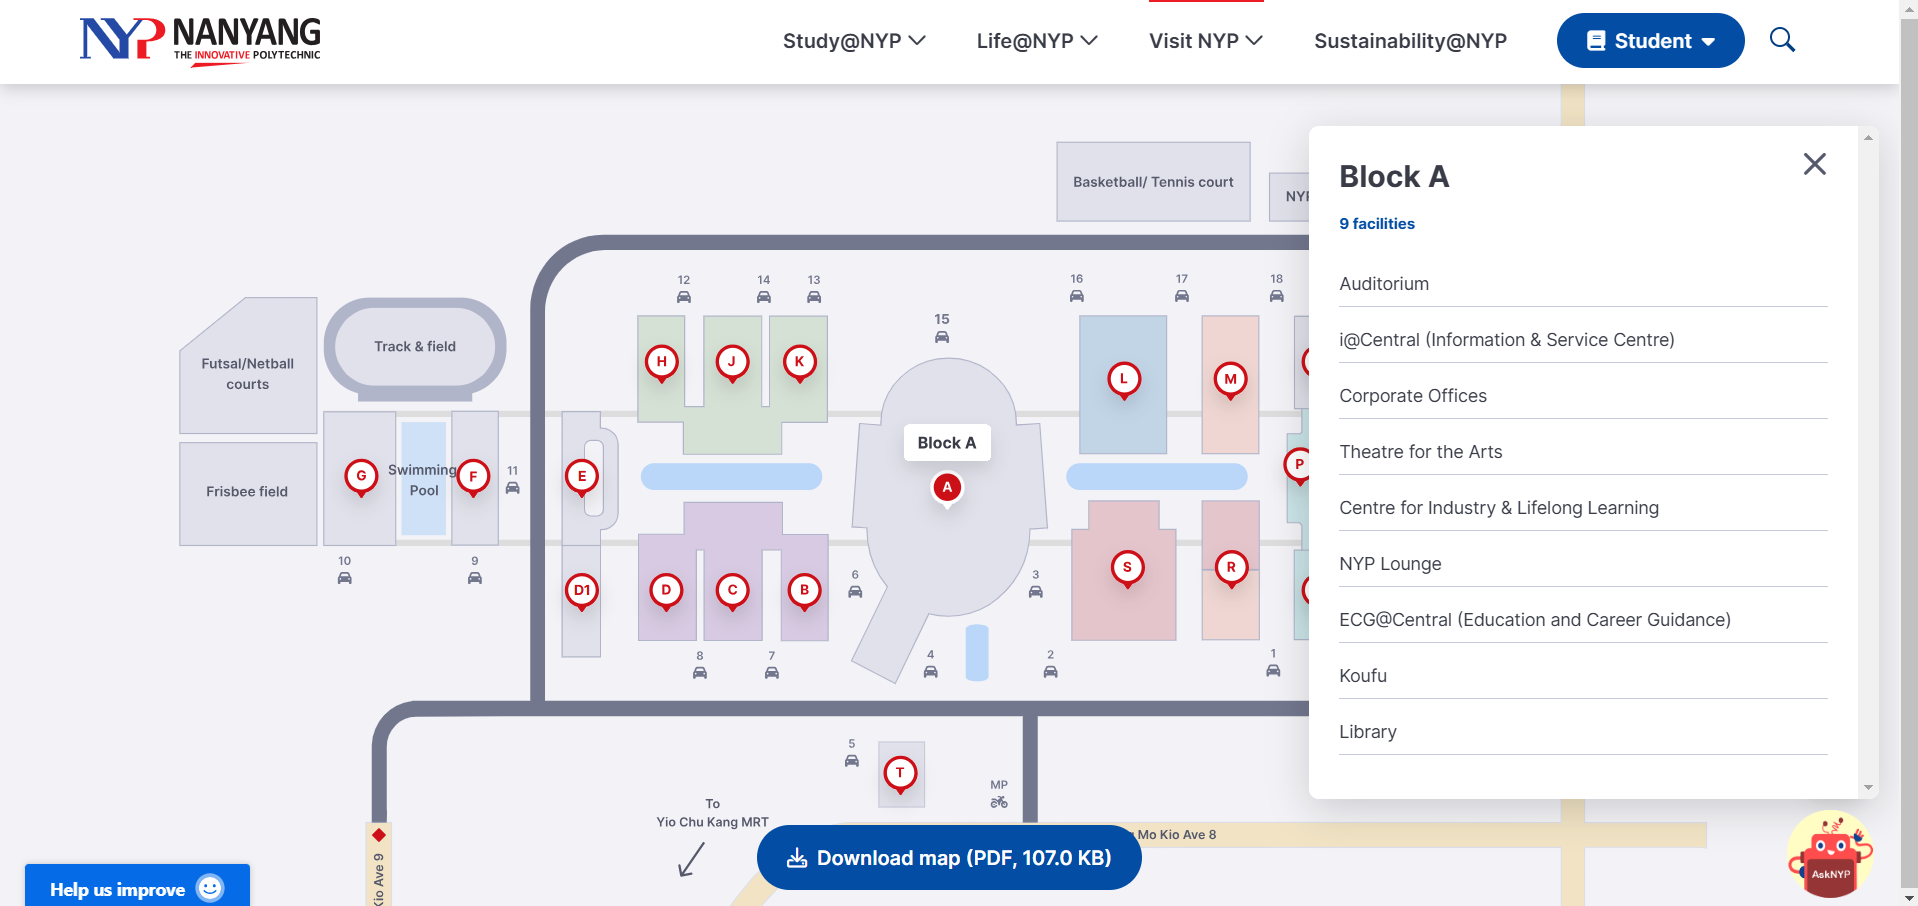 NYP NANYANG
THE INNOVATIVE POLYTECHNIC
Study@NYP
Life@NYP
Visit NYP
Sustainability@NYP
Student
Basketball/ Tennis court
NYP
Block A
9 facilities
Auditorium
i@Central (Information & Service Centre)
Corporate Offices
Theatre for the Arts
Centre for Industry & Lifelong Learning
NYP Lounge
ECG@Central (Education and Career Guidance)
Koufu
Library
12
14
13
15
16
17
18
Futsal/Netball
courts
Track & field
H
J
K
L
M
Block A
A
Frisbee field
G
Swimming
Pool
F
11
E
P
10
9
D1
D
C
B
6
3
S
R
8
7
4
2
1
5
T
MP
To
Yio Chu Kang MRT
Mo Kio Ave 8
Kio Ave 9
Download map (PDF, 107.0 KB)
Help us improve
AskNYP